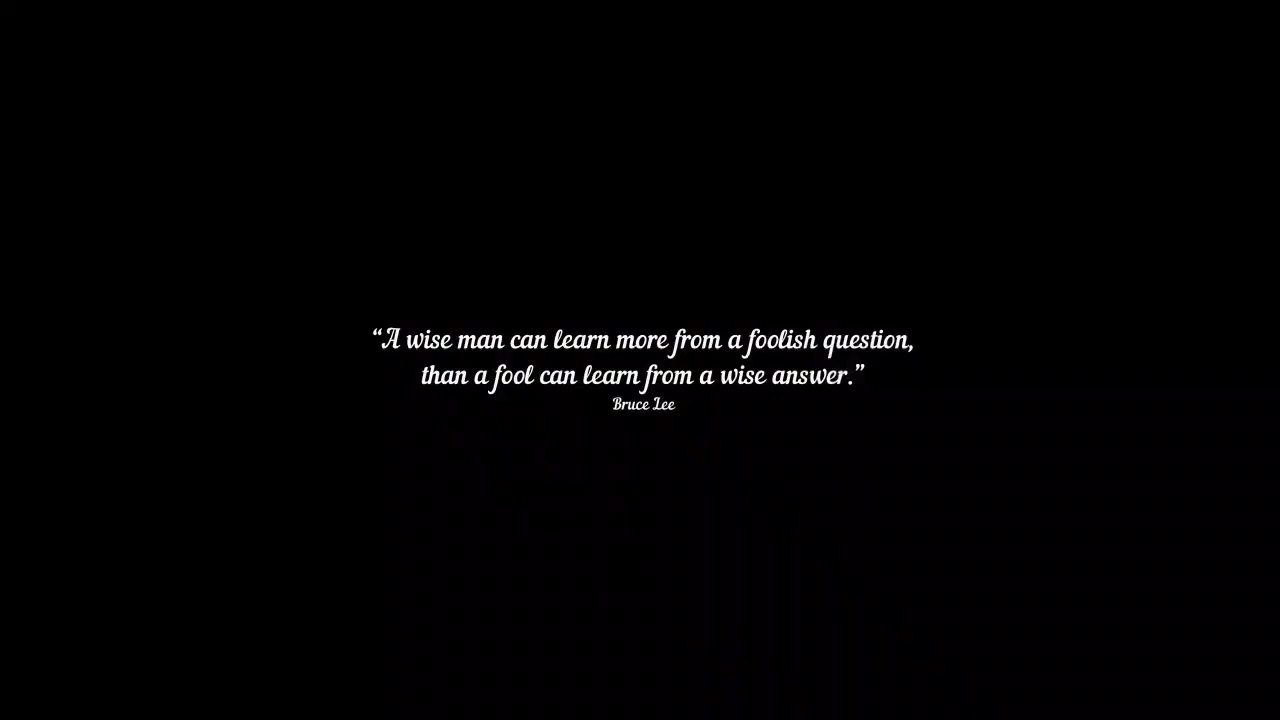 “A wise man can learn more from a foolish question,
than a fool can learn from a wise answer.”
Bruce Lee